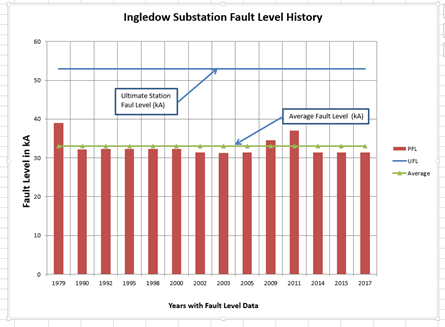 Ingledow Substation Fault Level History
60
50
40
30
20
10
0
Fault Level in kA
Ultimate Station
Faul Level (kA)
Average Fault Level (kA)
PFL
UFL
Average
1979 1990 1992 1995 1998 2000 2002 2003 2005 2009 2011 2014 2015 2017
Years with Fault Level Data